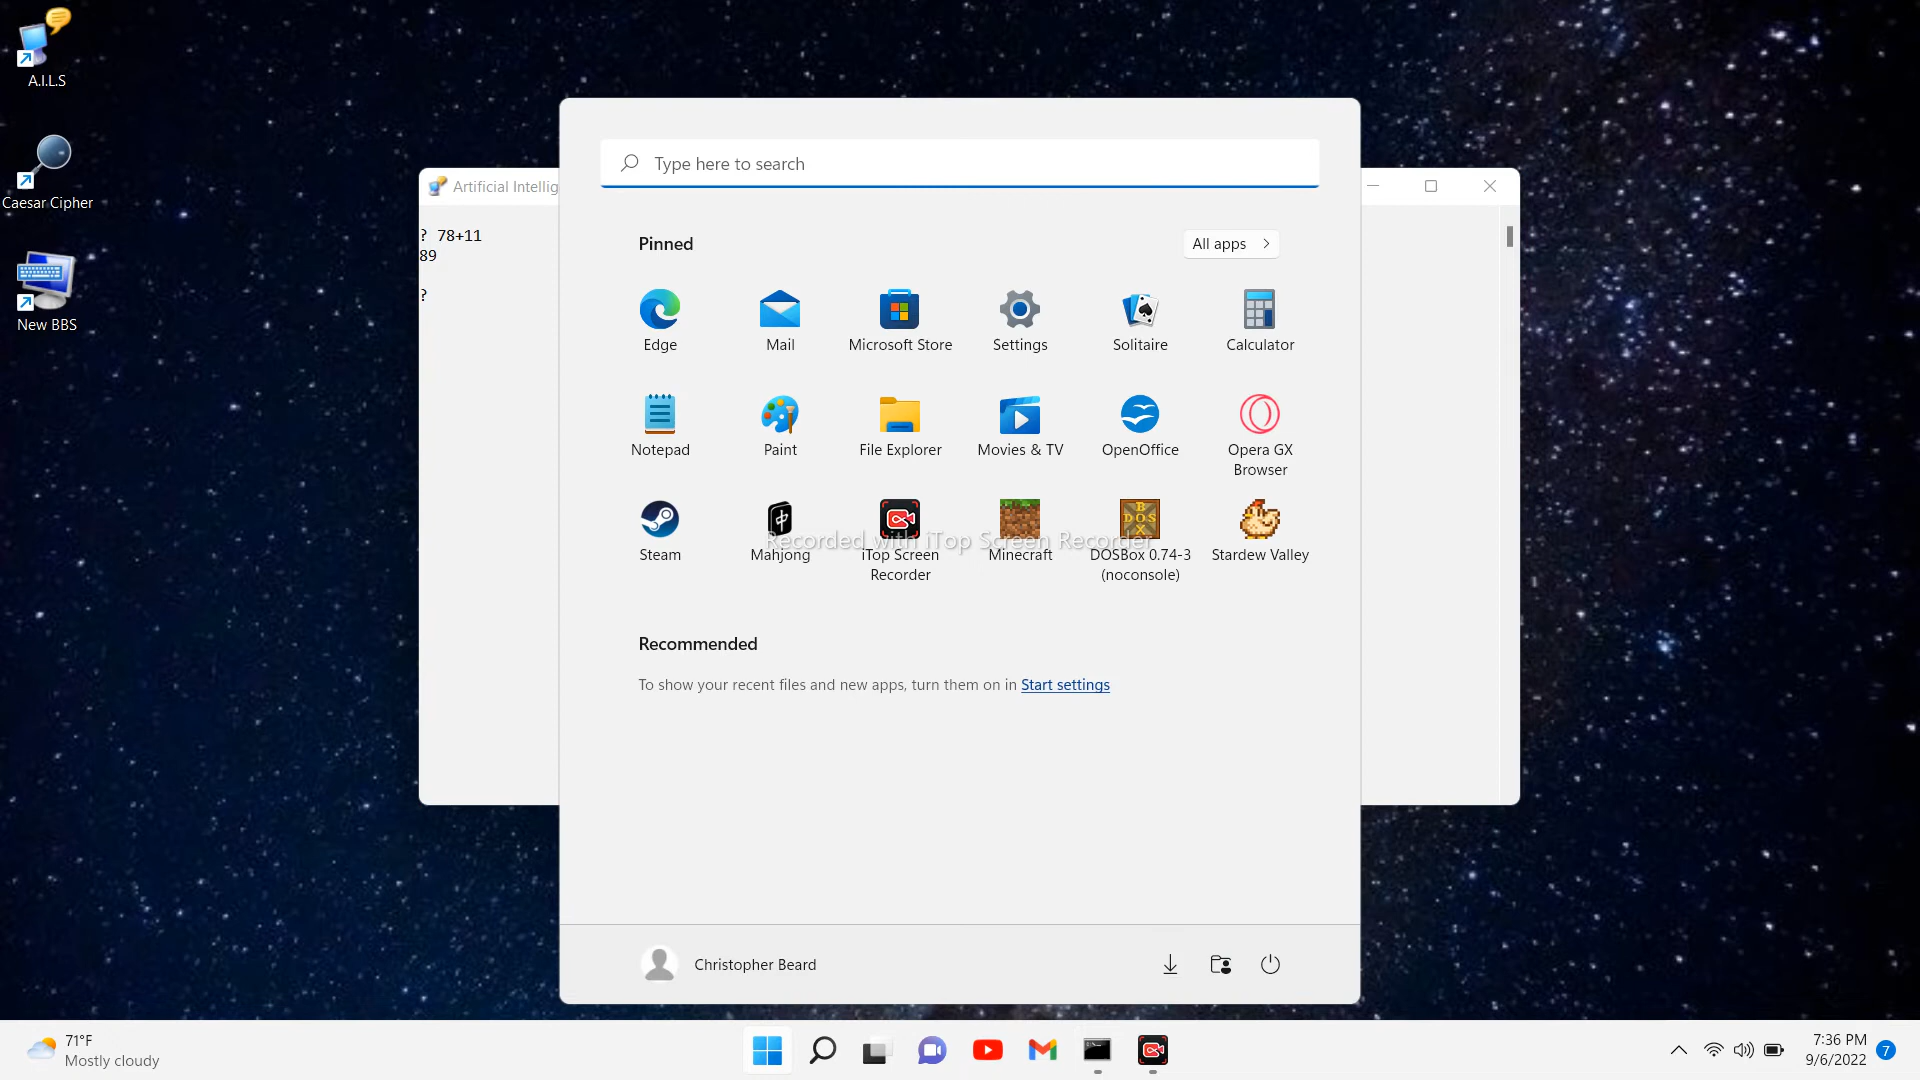 A.I.L.S
Caesar Cipher
New BBS
Artificial Intellig
? 78+11
89
?
Type here to search
Pinned
All apps
Edge
Mail
Microsoft Store
Settings
Solitaire
Calculator
Notepad
Paint
File Explorer
Movies & TV
OpenOffice
Opera GX
Browser
Steam
Mahjong
iTop Screen
Recorder
Minecraft
DOSBox 0.74-3
(noconsole)
Stardew Valley
Recorded with iTop Screen Recorder
Recommended
To show your recent files and new apps, turn them on in Start settings
Christopher Beard
71°F
Mostly cloudy
7:36 PM
9/6/2022
7